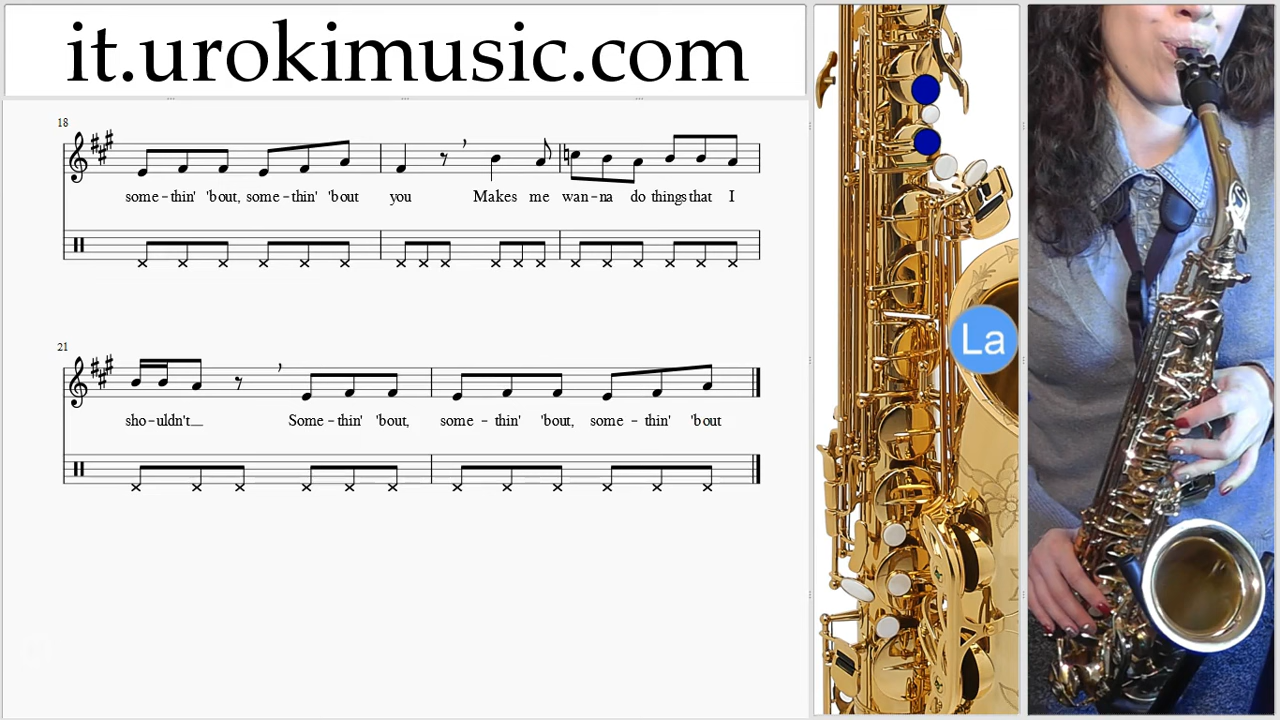 it.urokimusic.com
18
some-thin' 'bout, some-thin' 'bout you Makes me wan-na do things that I
21
sho-uldn't__ Some-thin' 'bout, some-thin' 'bout, some-thin' 'bout
La